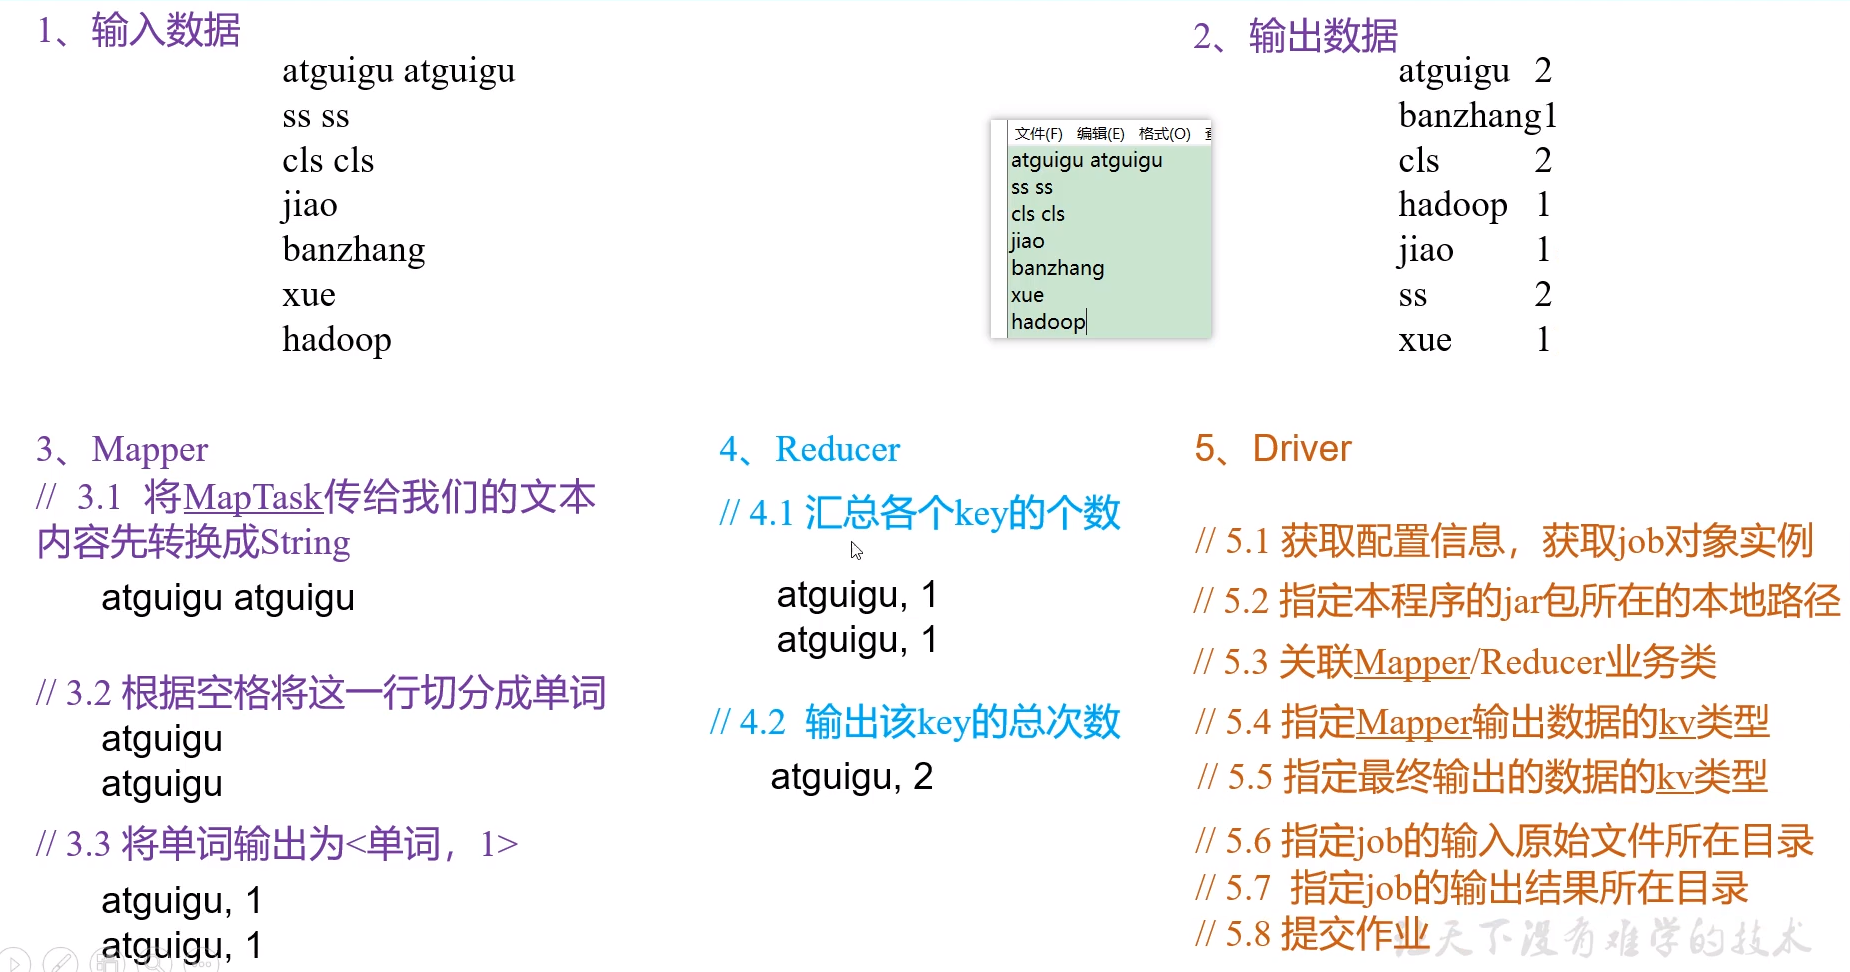 1、输入数据
atguigu atguigu
ss ss
cls cls
jiao
banzhang
xue
hadoop
文件(F) 编辑(E) 格式(O)
atguigu atguigu
ss ss
cls cls
jiao
banzhang
xue
hadoop
2、输出数据
atguigu 2
banzhang1
cls 2
hadoop 1
jiao 1
ss 2
xue 1
3、Mapper
// 3.1 将MapTask传给我们的文本
内容先转换成String
atguigu atguigu
// 3.2 根据空格将这一行切分成单词
atguigu
atguigu
// 3.3 将单词输出为<单词，1>
atguigu, 1
atguigu, 1
4、Reducer
// 4.1 汇总各个key的个数
atguigu, 1
atguigu, 1
// 4.2 输出该key的总次数
atguigu, 2
5、Driver
// 5.1 获取配置信息，获取job对象实例
// 5.2 指定本程序的jar包所在的本地路径
// 5.3 关联Mapper/Reducer业务类
// 5.4 指定Mapper输出数据的kv类型
// 5.5 指定最终输出的数据的kv类型
// 5.6 指定job的输入原始文件所在目录
// 5.7 指定job的输出结果所在目录
// 5.8 提交作业
天下没有难学的技术